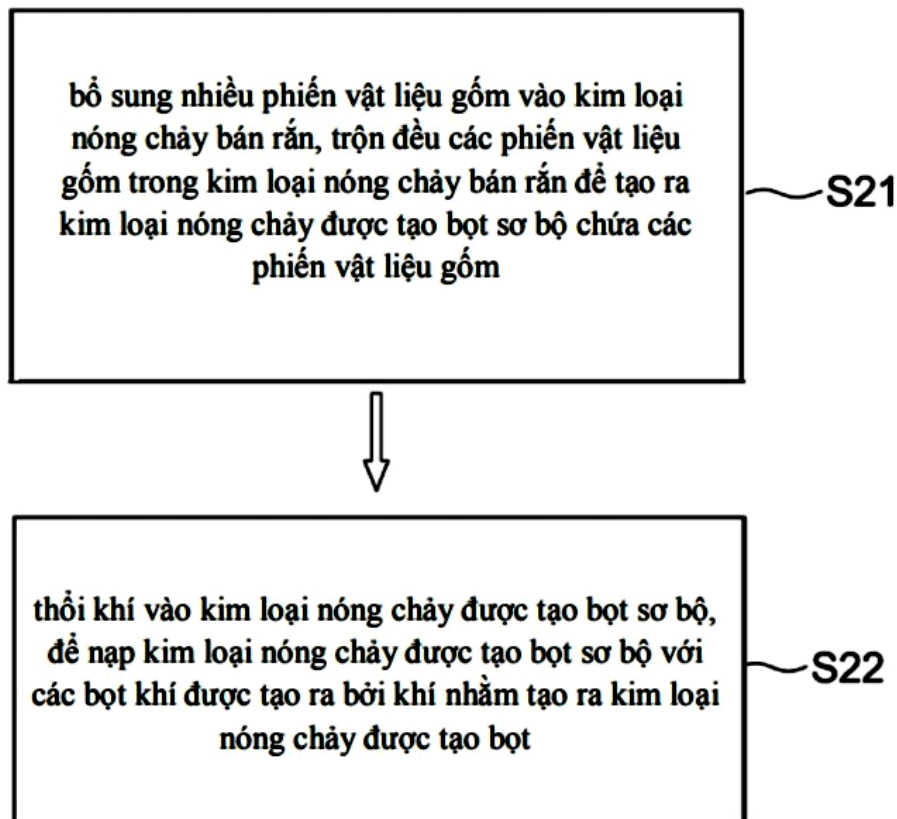 bổ sung nhiều phiến vật liệu gốm vào kim loại
nóng chảy bán rắn, trộn đều các phiến vật liệu
gốm trong kim loại nóng chảy bán rắn để tạo ra
kim loại nóng chảy được tạo bọt sơ bộ chứa các
phiến vật liệu gốm
S21
thổi khí vào kim loại nóng chảy được tạo bọt sơ bộ,
để nạp kim loại nóng chảy được tạo bọt sơ bộ với
các bọt khí được tạo ra bởi khí nhằm tạo ra kim loại
nóng chảy được tạo bọt
S22